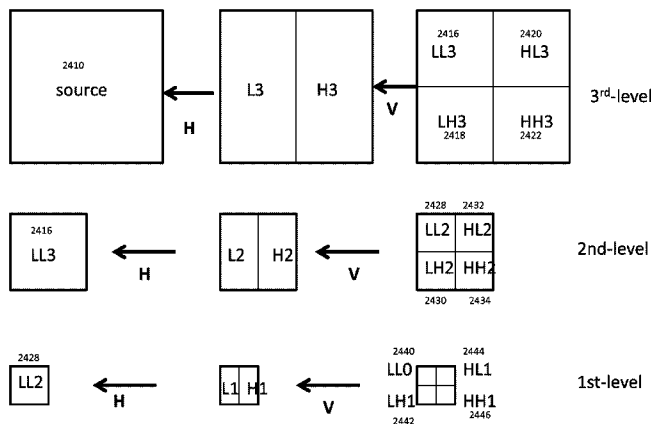 2410
source
H
L3 H3
V
2416 2420
LL3 HL3
LH3 HH3
2418 2422
3rd-level
2416
LL3
H
L2 H2
V
2428 2432
LL2 HL2
LH2 HH2
2430 2434
2nd-level
2428
LL2
H
L1 H1
V
2440 2444
LL0 HL1
LH1 HH1
2442 2446
1st-level